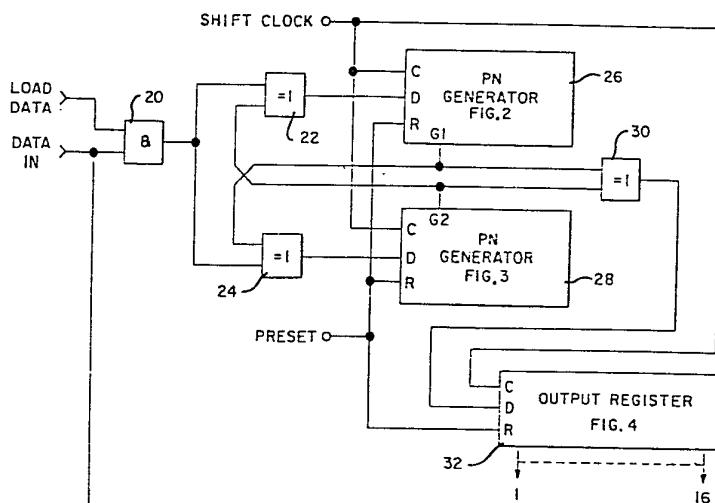 SHIFT CLOCK
LOAD DATA
DATA IN
20
&
=1
22
C
D
R
PN GENERATOR FIG.2
G1
26
30
=1
G2
C
D
R
PN GENERATOR FIG.3
28
=1
24
PRESET
C
D
R
OUTPUT REGISTER FIG. 4
32
1
16